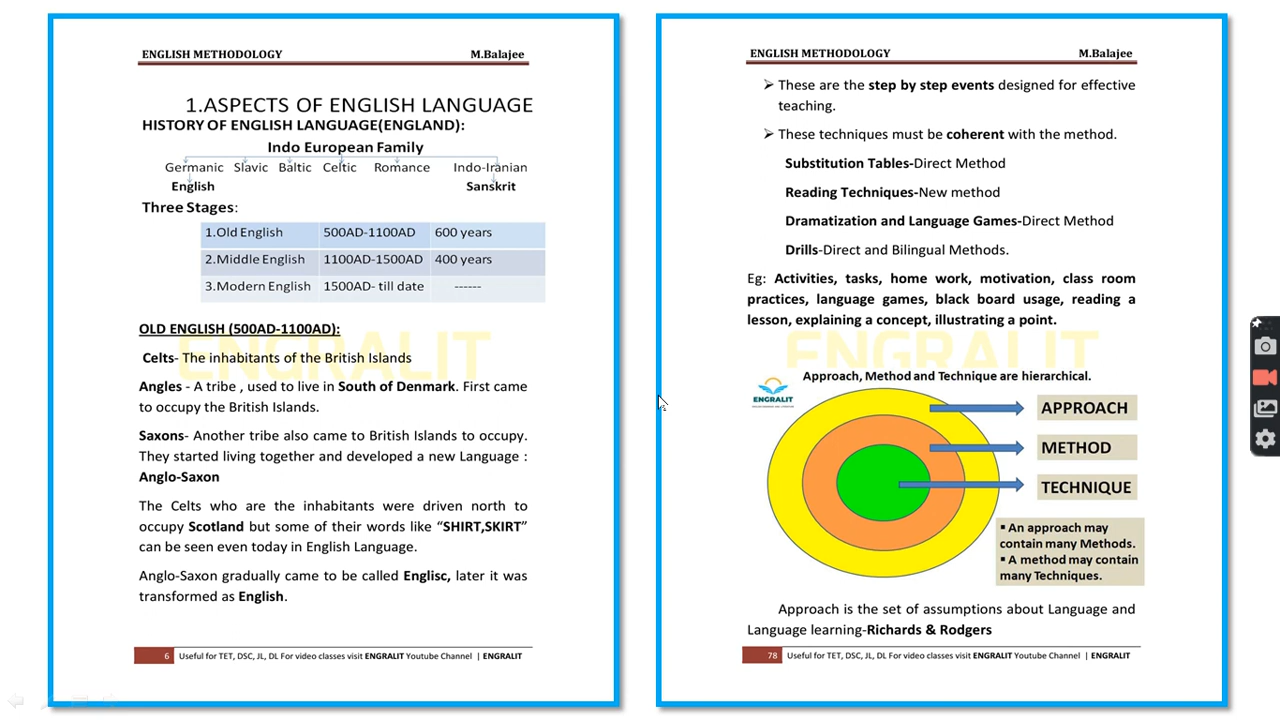 ENGLISH METHODOLOGY M.Balajee
1.ASPECTS OF ENGLISH LANGUAGE
HISTORY OF ENGLISH LANGUAGE(ENGLAND):
Indo European Family
Germanic Slavic Baltic Celtic Romance Indo-Iranian
English Sanskrit
Three Stages:
1.Old English 500AD-1100AD 600 years
2.Middle English 1100AD-1500AD 400 years
3.Modern English 1500AD- till date ------
OLD ENGLISH (500AD-1100AD):
ENGRALIT
Celts- The inhabitants of the British Islands
Angles - A tribe , used to live in South of Denmark. First came
to occupy the British Islands.
Saxons- Another tribe also came to British Islands to occupy.
They started living together and developed a new Language :
Anglo-Saxon
The Celts who are the inhabitants were driven north to
occupy Scotland but some of their words like “SHIRT,SKIRT”
can be seen even today in English Language.
Anglo-Saxon gradually came to be called Englisc, later it was
transformed as English.
6 Useful for TET, DSC, JL, DL For video classes visit ENGRALIT Youtube Channel | ENGRALIT
ENGLISH METHODOLOGY M.Balajee
➢ These are the step by step events designed for effective
teaching.
➢ These techniques must be coherent with the method.
Substitution Tables-Direct Method
Reading Techniques-New method
Dramatization and Language Games-Direct Method
Drills-Direct and Bilingual Methods.
Eg: Activities, tasks, home work, motivation, class room
practices, language games, black board usage, reading a
lesson, explaining a concept, illustrating a point.
ENGRALIT
Approach, Method and Technique are hierarchical.
ENGRALIT
APPROACH
METHOD
TECHNIQUE
▪ An approach may
contain many Methods.
▪ A method may contain
many Techniques.
Approach is the set of assumptions about Language and
Language learning-Richards & Rodgers
78 Useful for TET, DSC, JL, DL For video classes visit ENGRALIT Youtube Channel | ENGRALIT